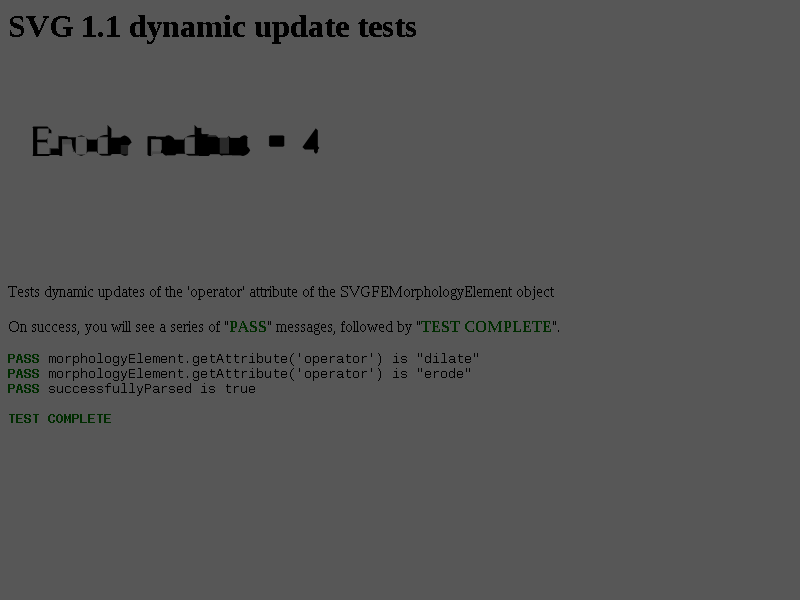 SVG 1.1 dynamic update tests
Erode radius = 4
Tests dynamic updates of the 'operator' attribute of the SVGFEMorphologyElement object
On success, you will see a series of "PASS" messages, followed by "TEST COMPLETE".
PASS morphologyElement.getAttribute('operator') is "dilate"
PASS morphologyElement.getAttribute('operator') is "erode"
PASS successfullyParsed is true
TEST COMPLETE